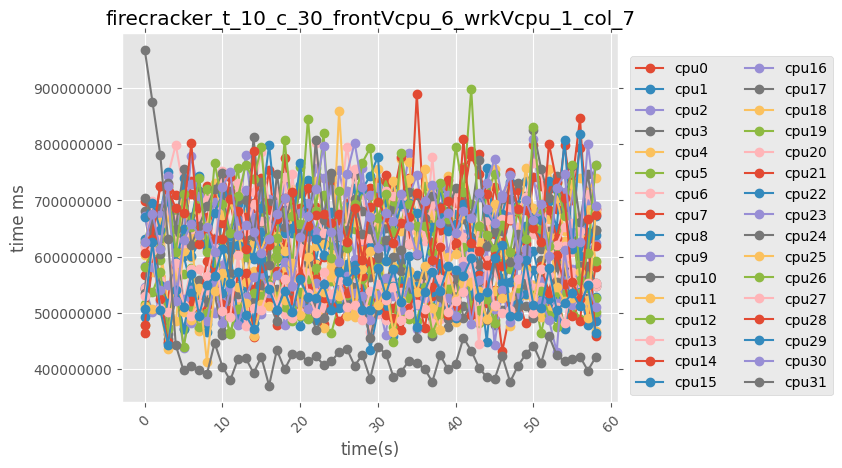 firecracker_t_10_c_30_frontVcpu_6_wrkVcpu_1_col_7
900000000
800000000
700000000
600000000
500000000
400000000
time ms
0
10
20
30
40
50
60
time(s)
cpu0
cpu1
cpu2
cpu3
cpu4
cpu5
cpu6
cpu7
cpu8
cpu9
cpu10
cpu11
cpu12
cpu13
cpu14
cpu15
cpu16
cpu17
cpu18
cpu19
cpu20
cpu21
cpu22
cpu23
cpu24
cpu25
cpu26
cpu27
cpu28
cpu29
cpu30
cpu31